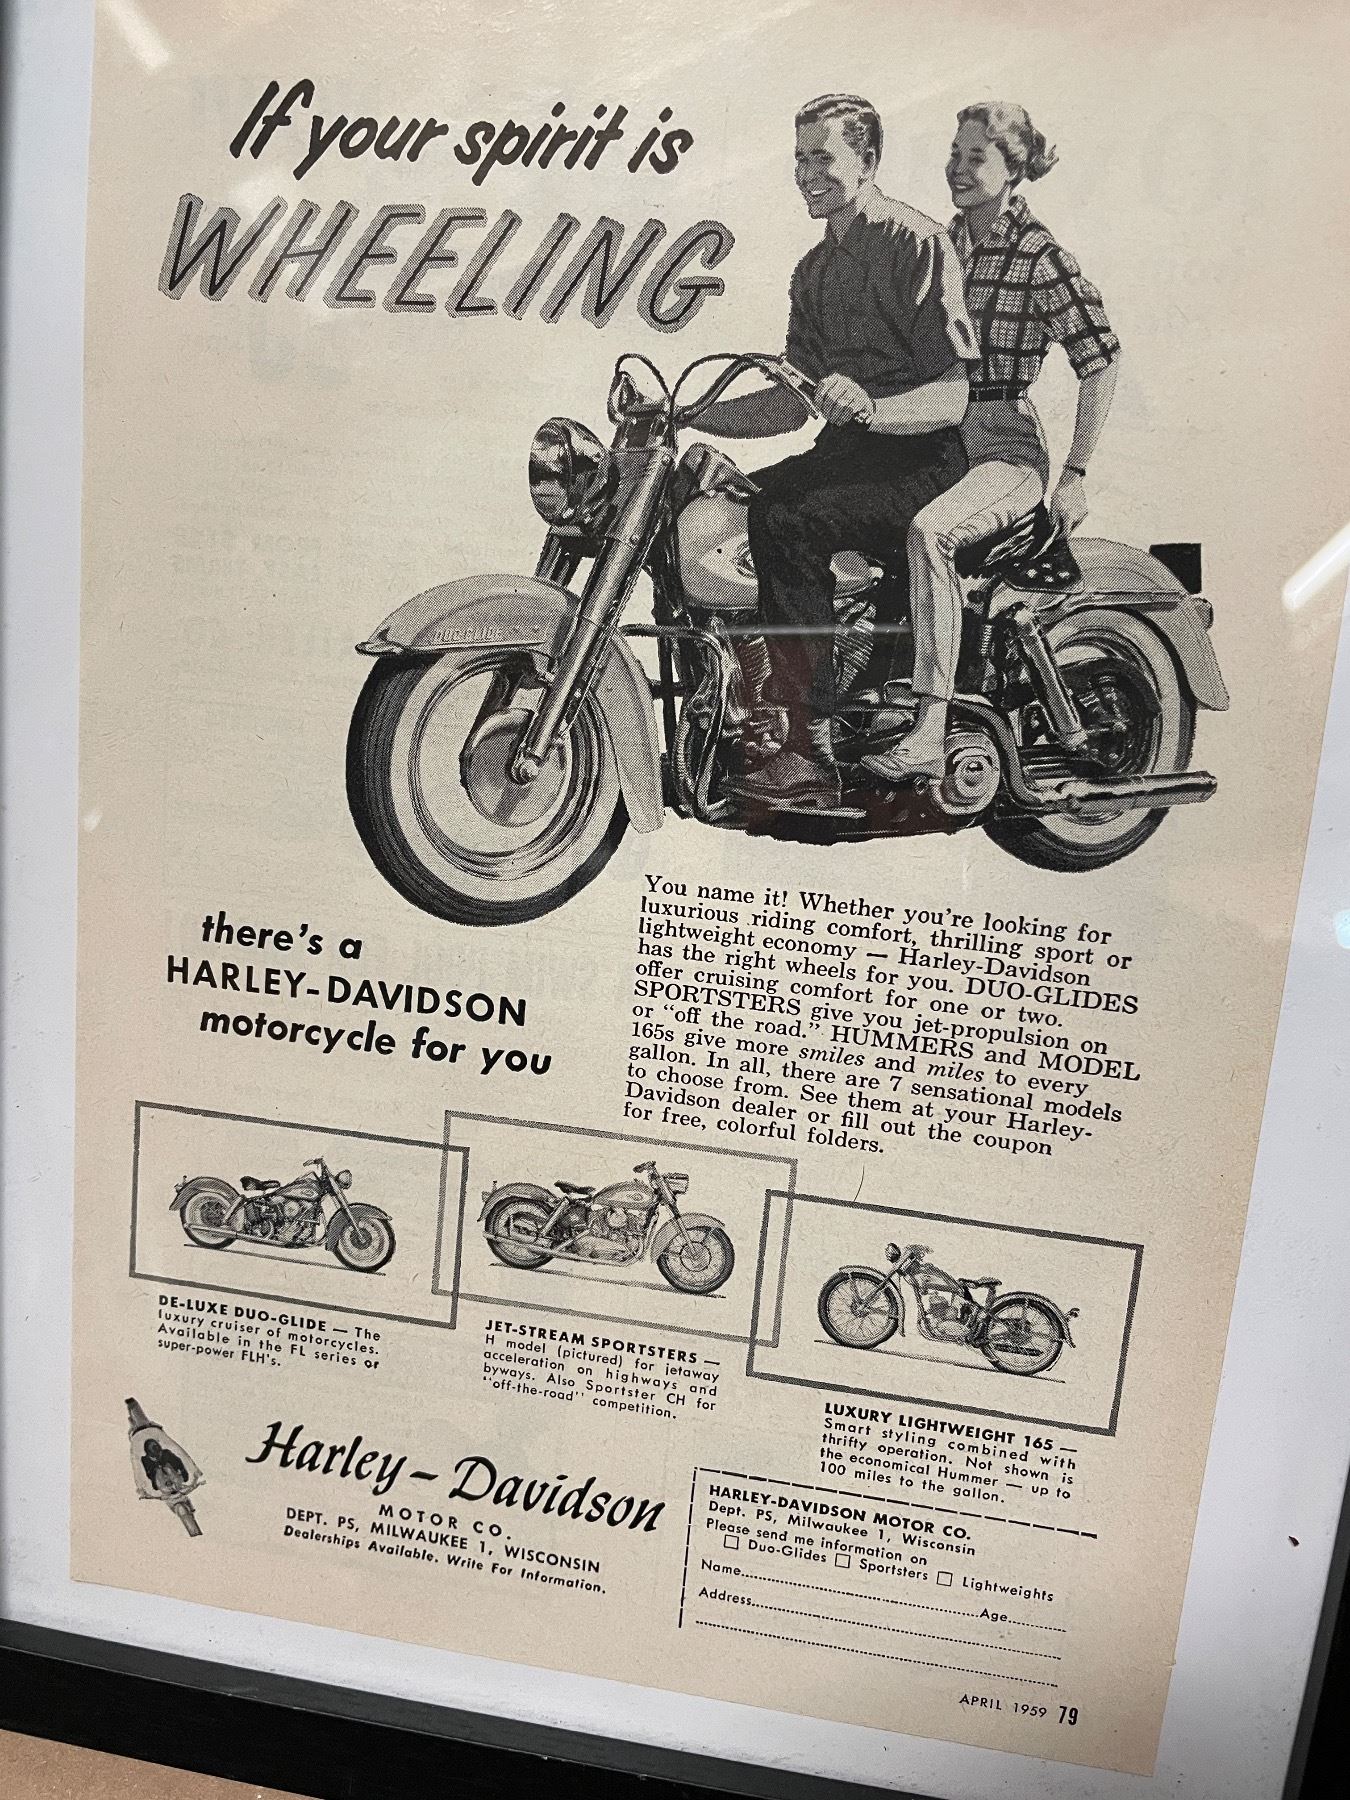 If your spirit is
WHEELING
DUO-GLIDE
there's a
HARLEY-DAVIDSON
motorcycle for you
You name it! Whether you're looking for
luxurious riding comfort, thrilling sport or
lightweight economy — Harley-Davidson
has the right wheels for you. DUO-GLIDES
offer cruising comfort for one or two.
SPORTSTERS give you jet-propulsion on
or "off the road." HUMMERS and MODEL
165s give more smiles and miles to every
gallon. In all, there are 7 sensational models
to choose from. See them at your Harley-
Davidson dealer or fill out the coupon
for free, colorful folders.
DE-LUXE DUO-GLIDE — The
luxury cruiser of motorcycles.
Available in the FL series or
super-power FLH's.
JET-STREAM SPORTSTERS —
H model (pictured) for jetaway
acceleration on highways and
byways. Also Sportster CH for
"off-the-road" competition.
LUXURY LIGHTWEIGHT 165 —
Smart styling combined with
thrifty operation. Not shown is
the economical Hummer — up to
100 miles to the gallon.
Harley-Davidson
MOTOR CO.
DEPT. PS, MILWAUKEE 1, WISCONSIN
Dealerships Available. Write For Information.
HARLEY-DAVIDSON MOTOR CO.
Dept. PS, Milwaukee 1, Wisconsin
Please send me information on
Duo-Glides Sportsters Lightweights
Name Age
Address
APRIL 1959 79